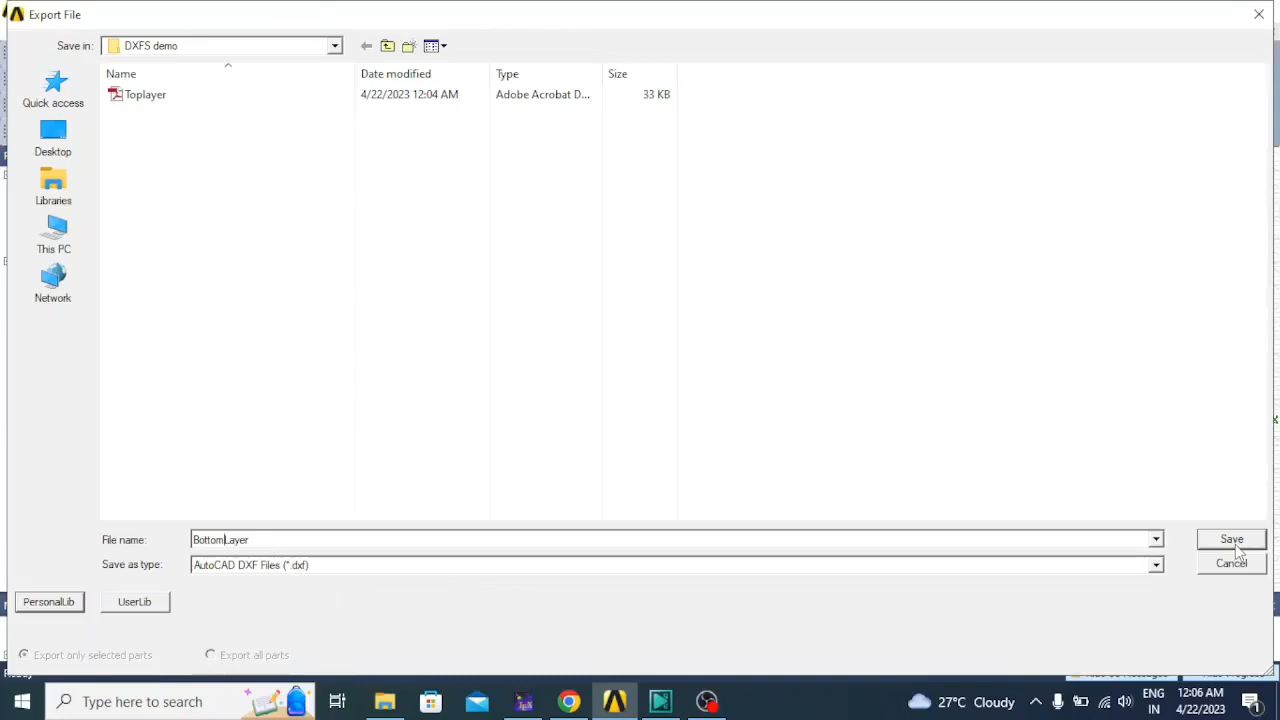 Export File
Save in: DXFS demo
Name Date modified Type Size
Toplayer 4/22/2023 12:04 AM Adobe Acrobat D... 33 KB
Quick access
Desktop
Libraries
This PC
Network
File name: BottomLayer Save
Save as type: AutoCAD DXF Files (*.dxf) Cancel
PersonalLib UserLib
Export only selected parts Export all parts
Type here to search 27°C Cloudy ENG IN 12:06 AM 4/22/2023 1